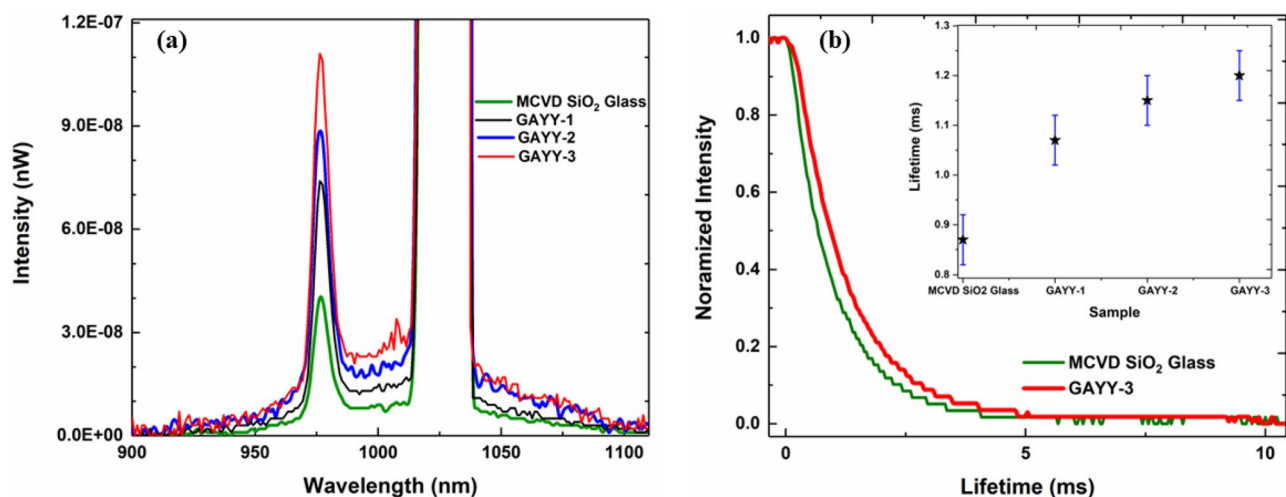 (a)
1.2E-07
9.0E-08
6.0E-08
3.0E-08
0.0E+00
Intensity (nW)
MCVD SiO₂ Glass
GAYY-1
GAYY-2
GAYY-3
900
950
1000
1050
1100
Wavelength (nm)
(b)
1.0
0.8
0.6
0.4
0.2
0.0
Noramized Intensity
1.3
1.2
1.1
1.0
0.9
0.8
Lifetime (ms)
MCVD SiO2 Glass
GAYY-1
GAYY-2
GAYY-3
Sample
MCVD SiO₂ Glass
GAYY-3
0
5
10
Lifetime (ms)